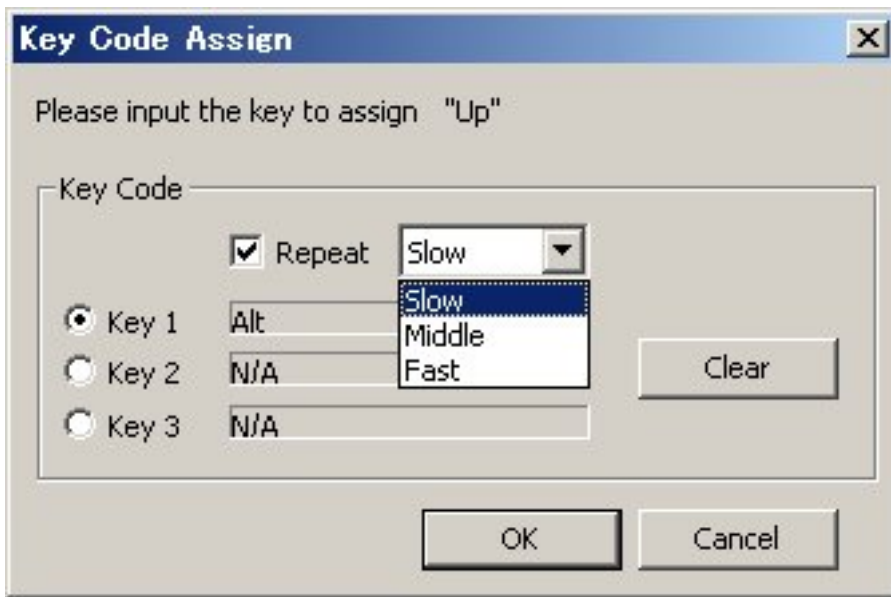 Key Code Assign
Please input the key to assign "Up"
Key Code
Repeat Slow
Slow
Key 1 Alt
Middle
Key 2 N/A
Fast
Clear
Key 3 N/A
OK Cancel